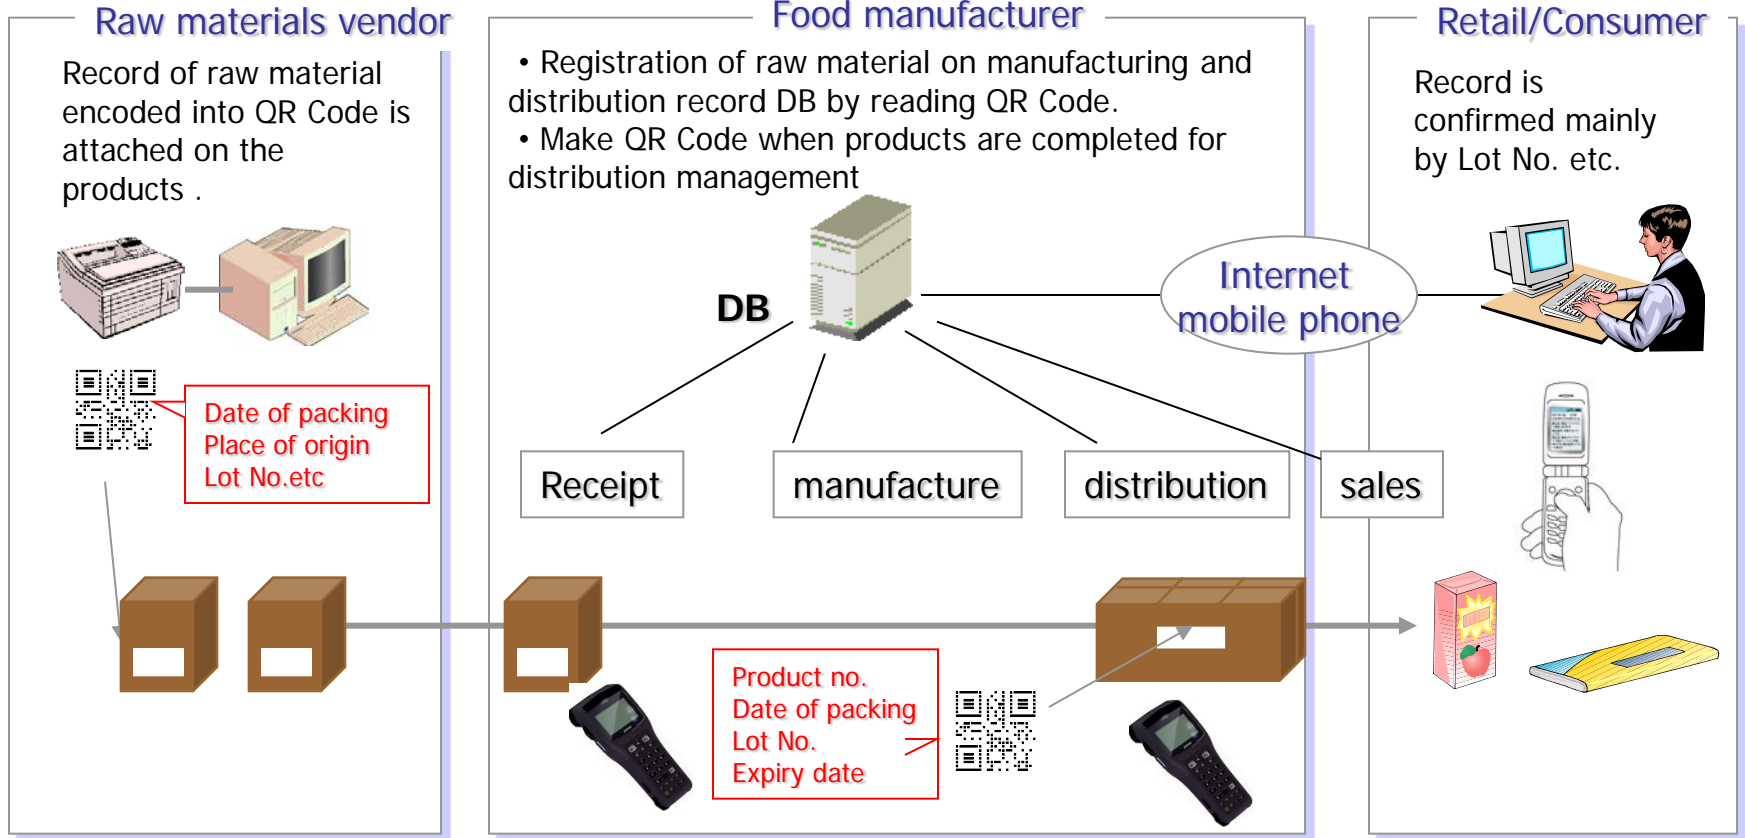 Raw materials vendor
Record of raw material
encoded into QR Code is
attached on the
products .
Date of packing
Place of origin
Lot No.etc
Food manufacturer
• Registration of raw material on manufacturing and
distribution record DB by reading QR Code.
• Make QR Code when products are completed for
distribution management
DB
Internet
mobile phone
Receipt
manufacture
distribution
sales
Product no.
Date of packing
Lot No.
Expiry date
Retail/Consumer
Record is
confirmed mainly
by Lot No. etc.